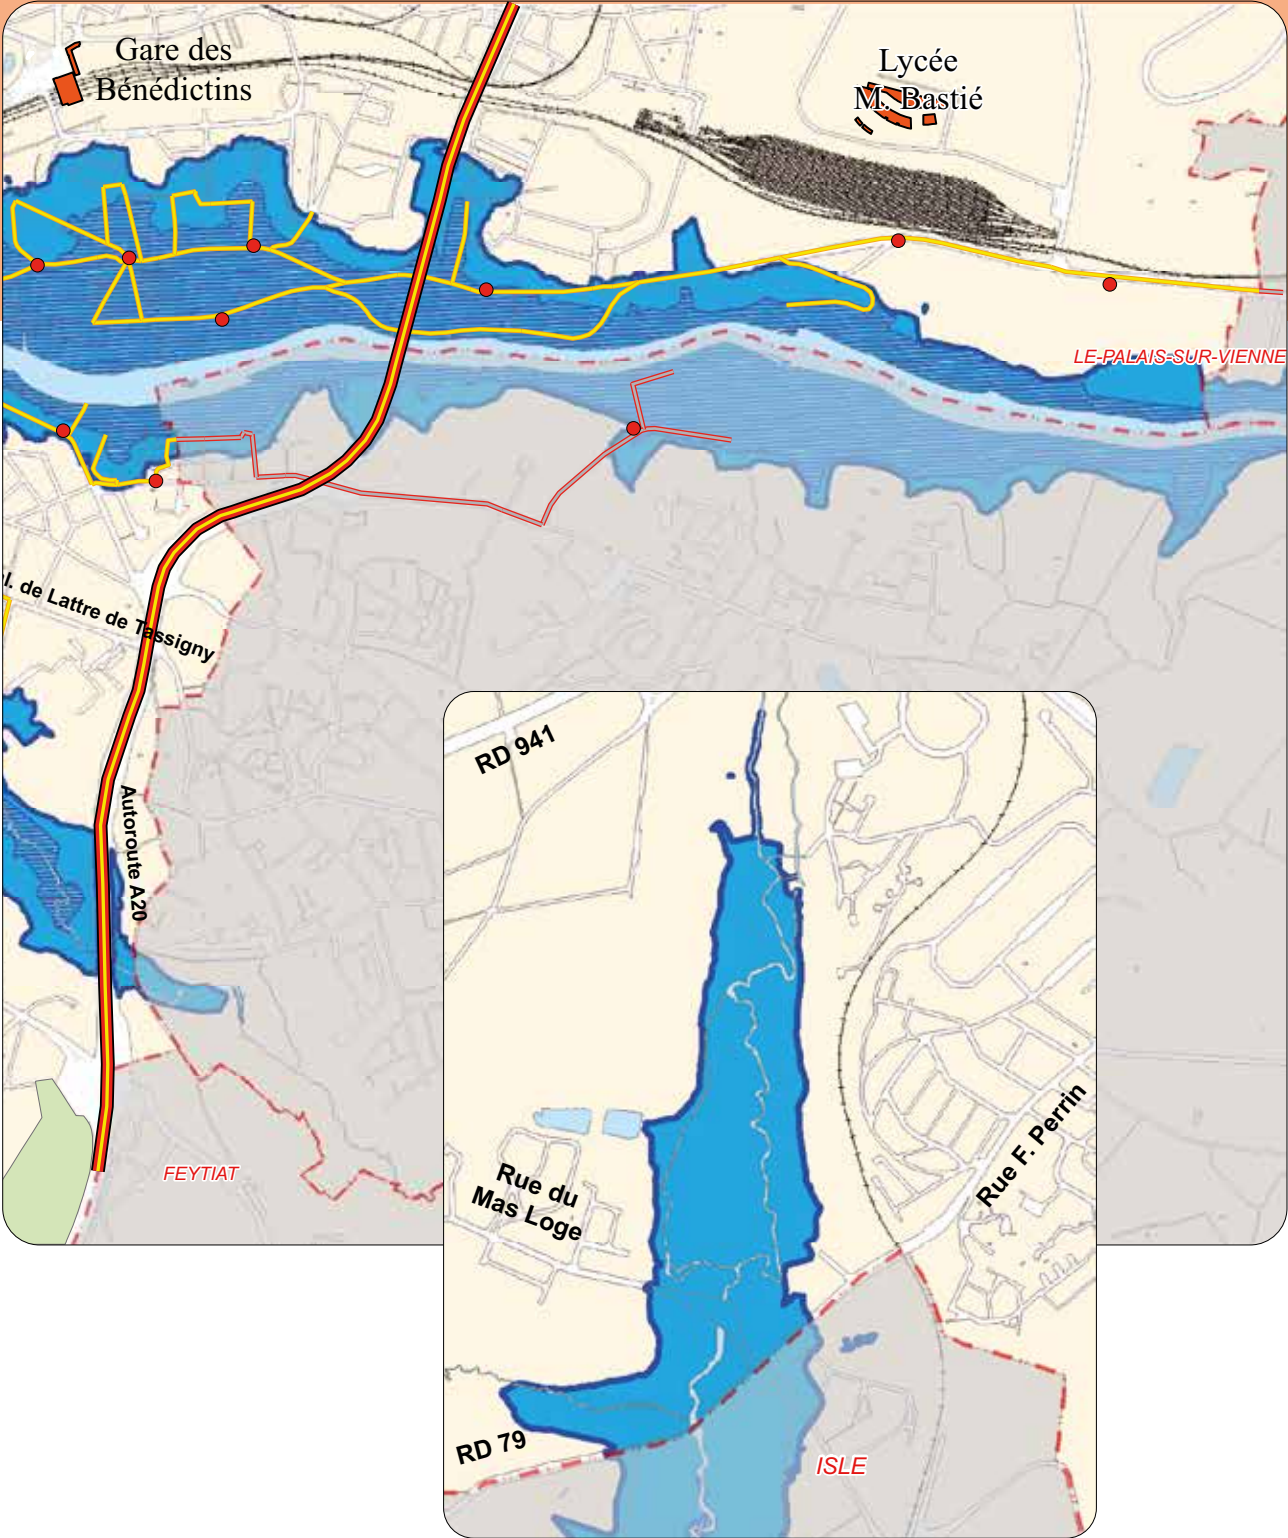 Gare des
Bénédictins
Lycée
M. Bastié
LE-PALAIS-SUR-VIENNE
l. de Lattre de Tassigny
Autoroute A20
FEYTIAT
RD 941
Rue du
Mas Loge
Rue F. Perrin
RD 79
ISLE